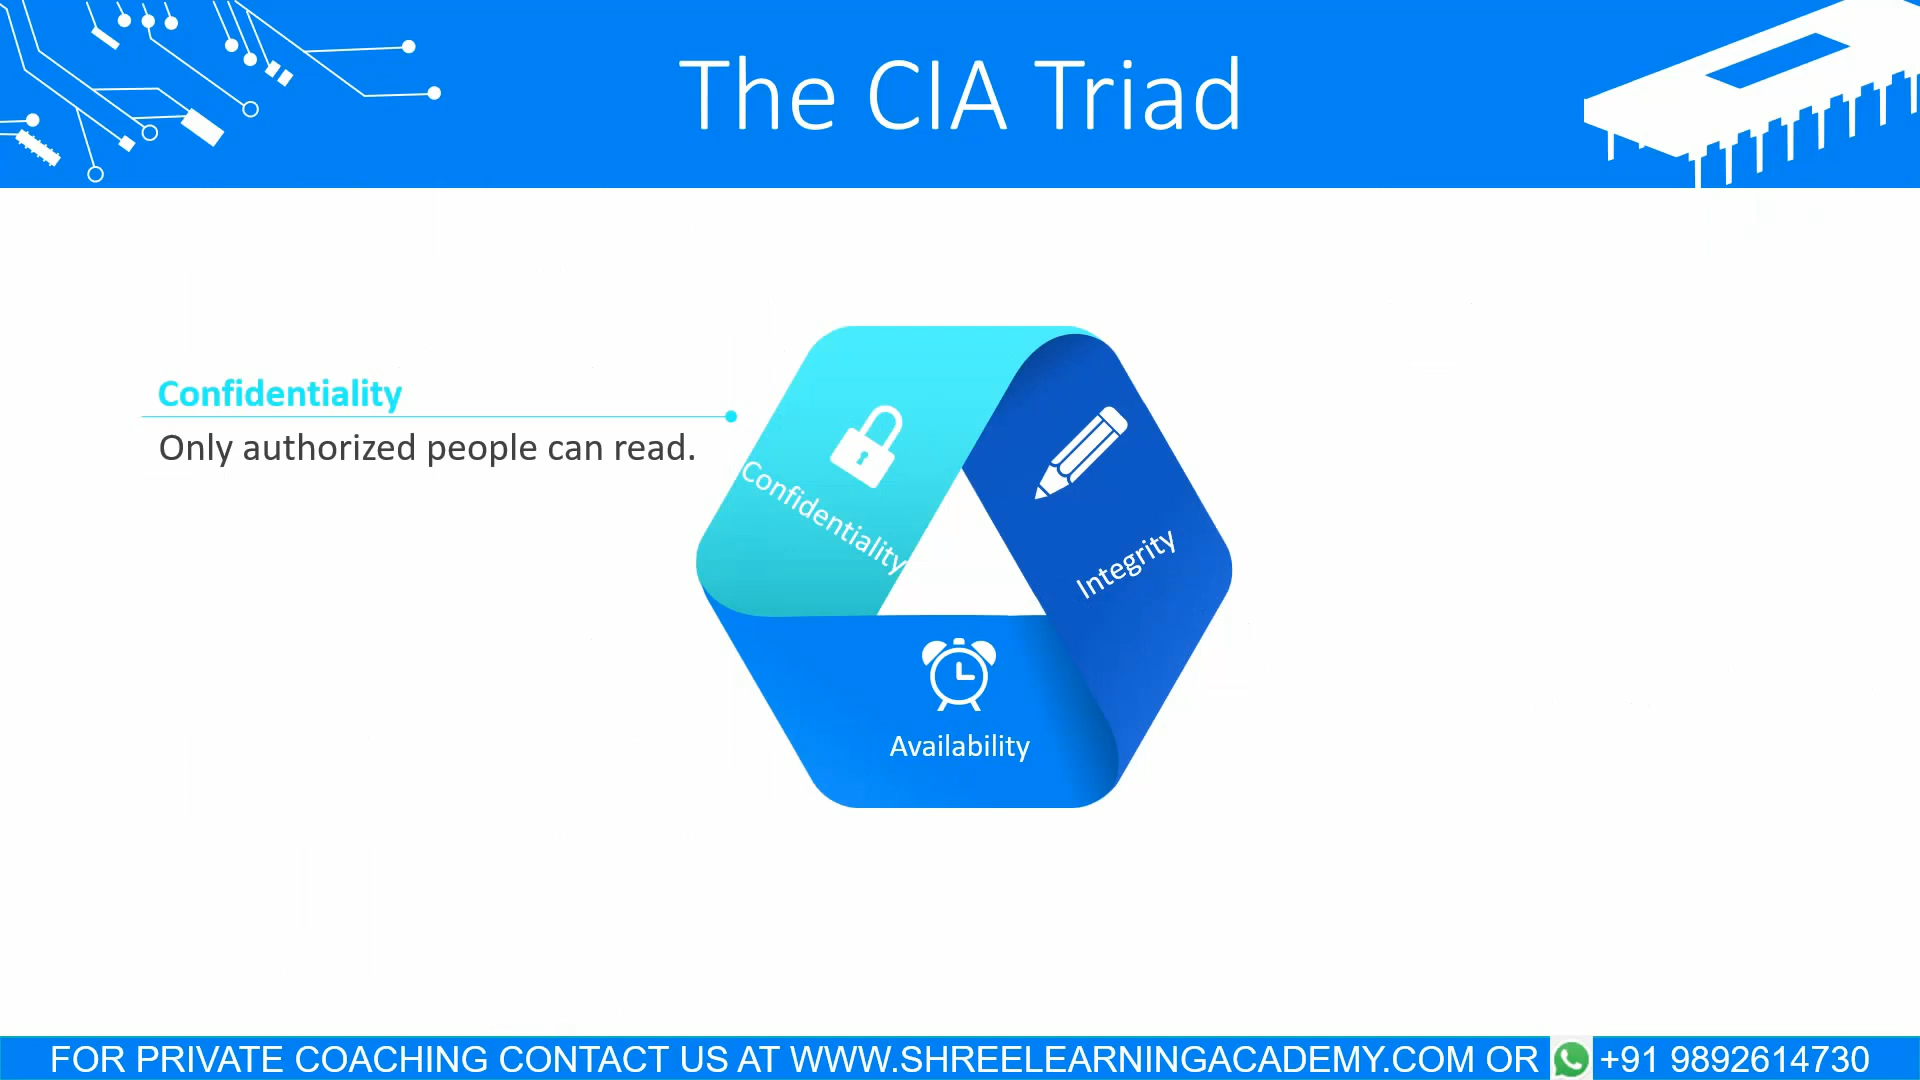 The CIA Triad
Confidentiality
Only authorized people can read.
Confidentiality
Integrity
Availability
FOR PRIVATE COACHING CONTACT US AT WWW.SHREELEARNINGACADEMY.COM OR +91 9892614730